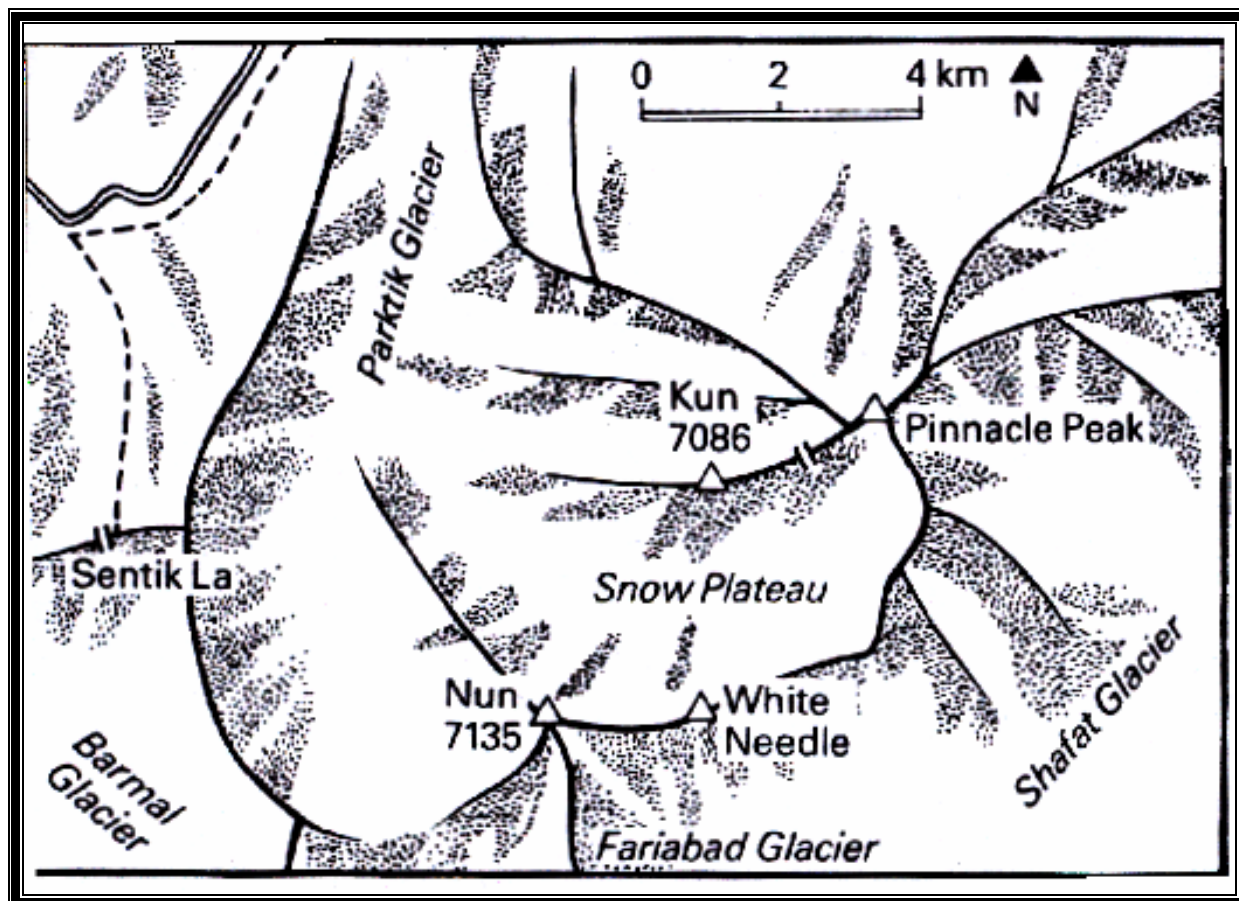 0 2 4 km
N
Parktik Glacier
Kun
7086
Pinnacle Peak
Sentik La
Snow Plateau
Nun
7135
White
Needle
Barmal
Glacier
Shafat Glacier
Fariabad Glacier